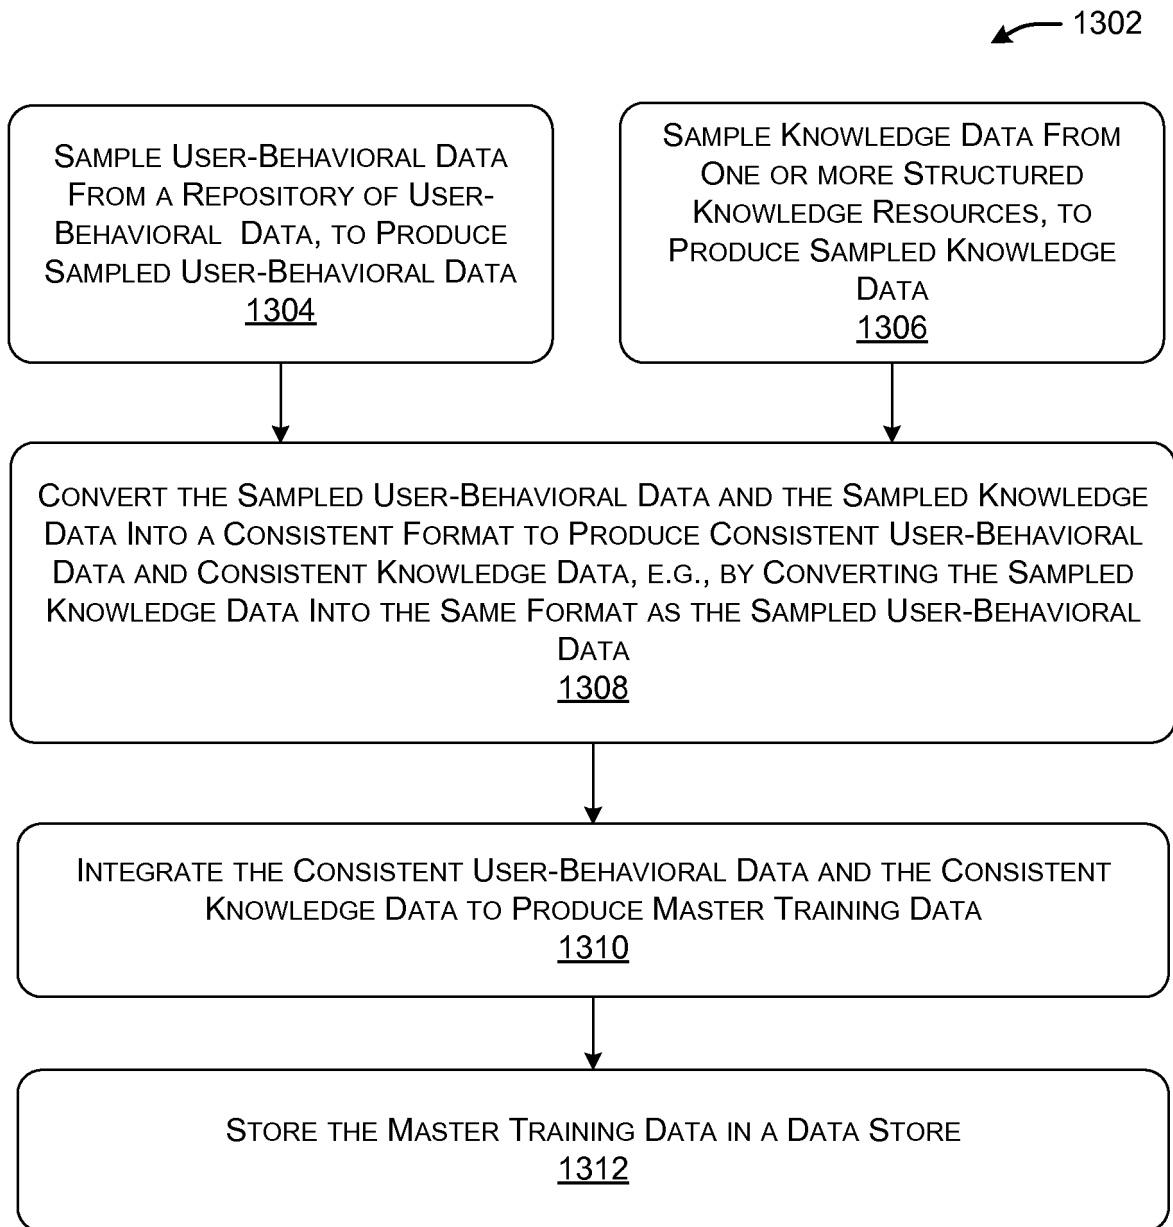 1302
SAMPLE USER-BEHAVIORAL DATA
FROM A REPOSITORY OF USER-
BEHAVIORAL DATA, TO PRODUCE
SAMPLED USER-BEHAVIORAL DATA
1304
SAMPLE KNOWLEDGE DATA FROM
ONE OR MORE STRUCTURED
KNOWLEDGE RESOURCES, TO
PRODUCE SAMPLED KNOWLEDGE
DATA
1306
CONVERT THE SAMPLED USER-BEHAVIORAL DATA AND THE SAMPLED KNOWLEDGE
DATA INTO A CONSISTENT FORMAT TO PRODUCE CONSISTENT USER-BEHAVIORAL
DATA AND CONSISTENT KNOWLEDGE DATA, E.G., BY CONVERTING THE SAMPLED
KNOWLEDGE DATA INTO THE SAME FORMAT AS THE SAMPLED USER-BEHAVIORAL
DATA
1308
INTEGRATE THE CONSISTENT USER-BEHAVIORAL DATA AND THE CONSISTENT
KNOWLEDGE DATA TO PRODUCE MASTER TRAINING DATA
1310
STORE THE MASTER TRAINING DATA IN A DATA STORE
1312